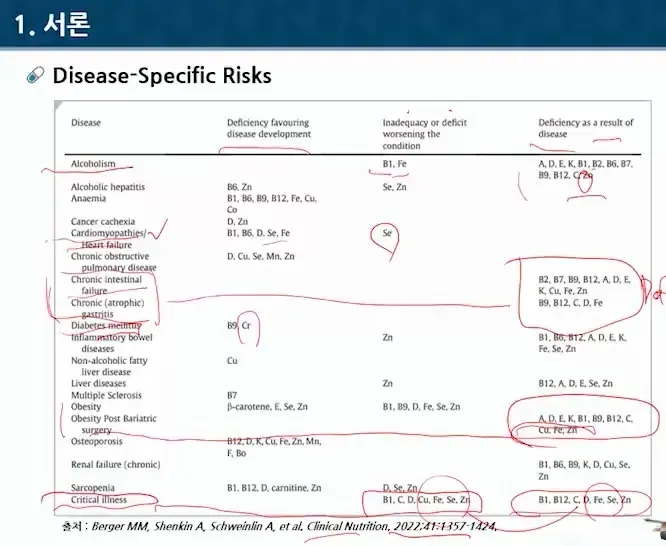 1. 서론
Disease-Specific Risks
Disease Deficiency favouring disease development Inadequacy or deficit worsening the condition Deficiency as a result of disease
Alcoholism B1, Fe A, D, E, K, B1, B2, B6, B7, B9, B12, C, Zn
Alcoholic hepatitis B6, Zn Se, Zn
Anaemia B1, B6, B9, B12, Fe, Cu, Co
Cancer cachexia D, Zn
Cardiomyopathies/ Heart failure B1, B6, D, Se, Fe Se
Chronic obstructive pulmonary disease D, Cu, Se, Mn, Zn
Chronic intestinal failure B2, B7, B9, B12, A, D, E, K, Cu, Fe, Zn
Chronic (atrophic) gastritis B9, B12, C, D, Fe
Diabetes mellitus B9, Cr
Inflammatory bowel diseases Zn B1, B6, B12, A, D, E, K, Fe, Se, Zn
Non-alcoholic fatty liver disease Cu
Liver diseases Zn B12, A, D, E, Se, Zn
Multiple Sclerosis B7
Obesity β-carotene, E, Se, Zn B1, B9, D, Fe, Se, Zn
Obesity Post Bariatric surgery A, D, E, K, B1, B9, B12, C, Cu, Fe, Zn
Osteoporosis B12, D, K, Cu, Fe, Zn, Mn, F, Bo
Renal failure (chronic) B1, B6, B9, K, D, Cu, Se, Zn
Sarcopenia B1, B12, D, carnitine, Zn D, Se, Zn
Critical illness B1, C, D, Cu, Fe, Se, Zn B1, B12, C, D, Fe, Se, Zn
출처 : Berger MM, Shenkin A, Schweinlin A, et al. Clinical Nutrition. 2022:41:1357-1424.